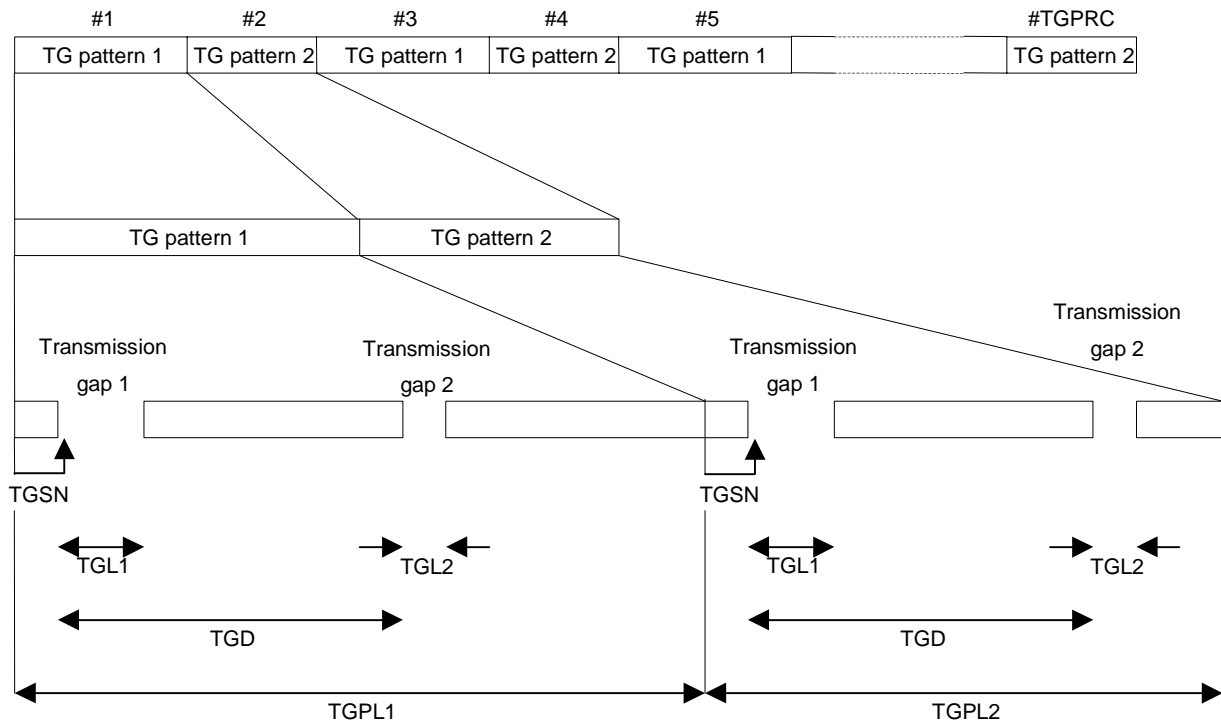 #1 #2 #3 #4 #5 #TGPRC
TG pattern 1 TG pattern 2 TG pattern 1 TG pattern 2 TG pattern 1 TG pattern 2
TG pattern 1 TG pattern 2
Transmission
gap 1
Transmission
gap 2
Transmission
gap 1
Transmission
gap 2
TGSN TGSN
TGL1 TGL2 TGL1 TGL2
TGD TGD
TGPL1 TGPL2